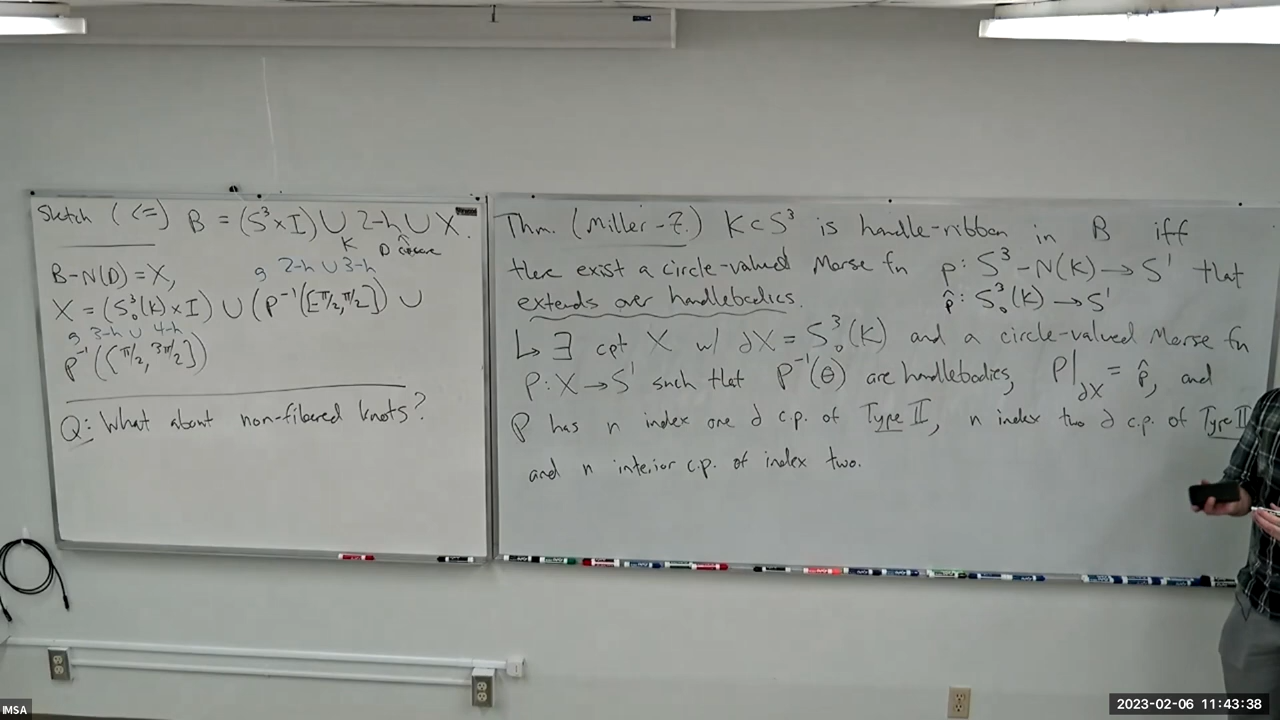 Sketch (<=) B = (S³×I) ∪ 2-h ∪ X.
K D
B-N(D) = X,
g 2-h ∪ 3-h
X = (S³₀(K)×I) ∪ (P⁻¹([π/2, π/2]) ∪
g 3-h ∪ 4-h
P⁻¹([π/2, 3π/2])
Q: What about non-fibered knots?
Thm. (Miller-Z.) K⊂S³ is handle-ribbon in B iff
there exist a circle-valued Morse fn p: S³-N(K) → S¹ that
extends over handlebodies. p̂: S³₀(K) → S¹
↳ ∃ cpt X w/ ∂X = S³₀(K) and a circle-valued Morse fn
P: X → S¹ such that P⁻¹(θ) are handlebodies, P|∂X = p̂, and
P has n index one ∂ c.p. of Type II, n index two ∂ c.p. of Type II
and n interior c.p. of index two.
IMSA
2023-02-06 11:43:38